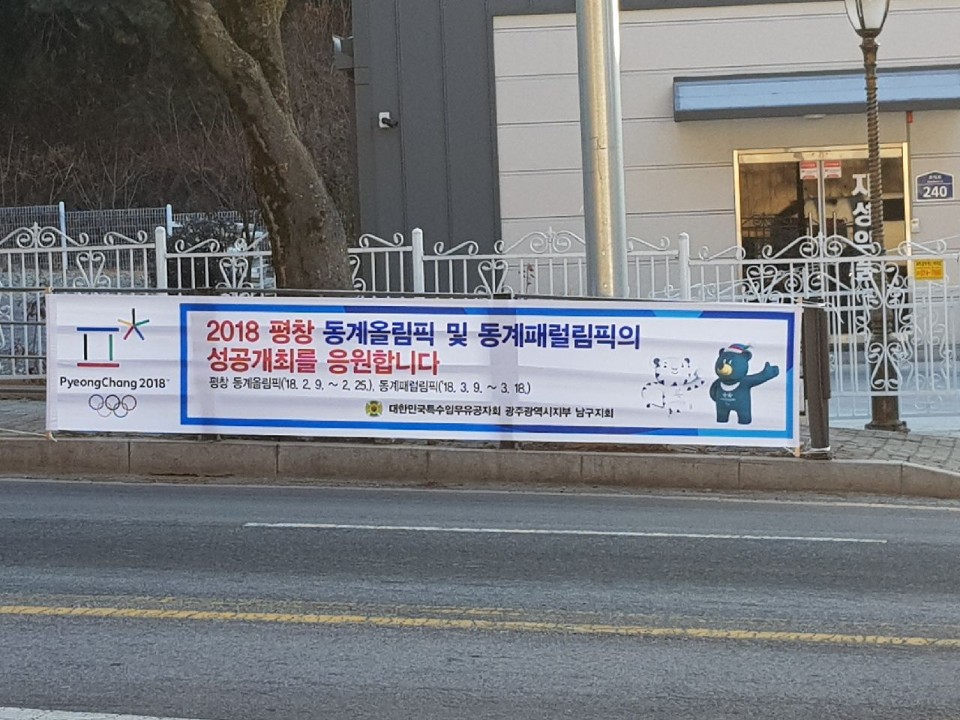 2018 평창 동계올림픽 및 동계패럴림픽의
성공개최를 응원합니다
평창 동계올림픽('18. 2. 9. ~ 2. 25.), 동계패럴림픽('18. 3. 9. ~ 3. 18.)
대한민국특수임무유공자회 광주광역시지부 남구지회
PyeongChang 2018
240